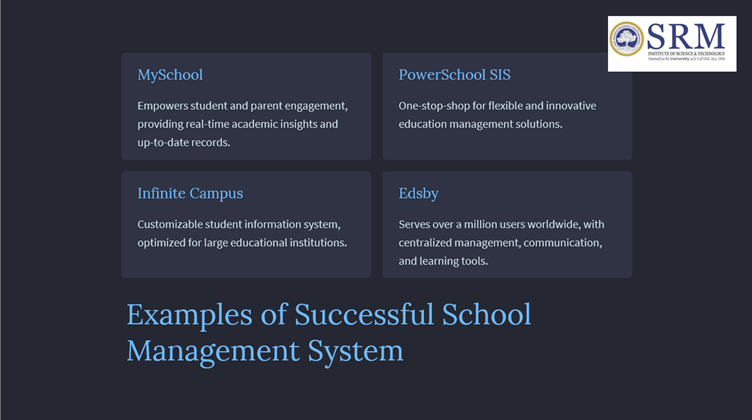 SRM
INSTITUTE OF SCIENCE & TECHNOLOGY
Deemed to be University u/s 3 of UGC Act, 1956
MySchool
Empowers student and parent engagement,
providing real-time academic insights and
up-to-date records.
PowerSchool SIS
One-stop-shop for flexible and innovative
education management solutions.
Infinite Campus
Customizable student information system,
optimized for large educational institutions.
Edsby
Serves over a million users worldwide, with
centralized management, communication,
and learning tools.
Examples of Successful School
Management System